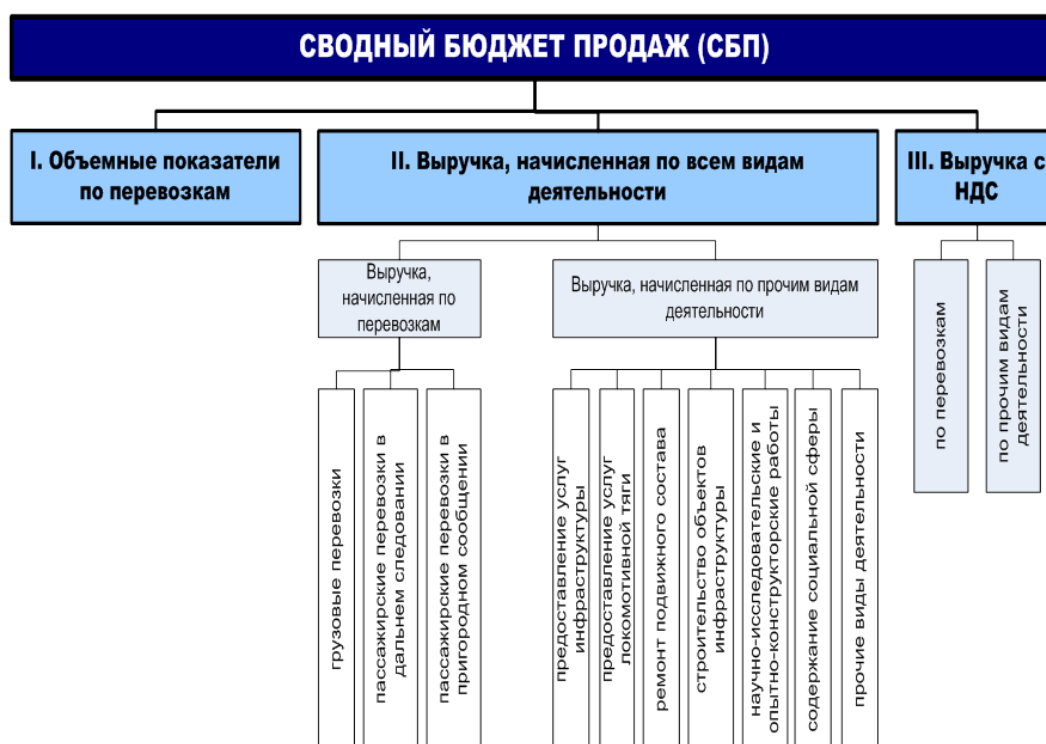 СВОДНЫЙ БЮДЖЕТ ПРОДАЖ (СБП)
I. Объемные показатели
по перевозкам
II. Выручка, начисленная по всем видам
деятельности
III. Выручка с
НДС
Выручка,
начисленная по
перевозкам
Выручка, начисленная по прочим видам
деятельности
по перевозкам
по прочим видам
деятельности
грузовые перевозки
пассажирские перевозки в
дальнем следовании
пассажирские перевозки в
пригородном сообщении
предоставление услуг
инфраструктуры
предоставление услуг
локомотивной тяги
ремонт подвижного состава
строительство объектов
инфраструктуры
научно-исследовательские и
опытно-конструкторские работы
содержание социальной сферы
прочие виды деятельности